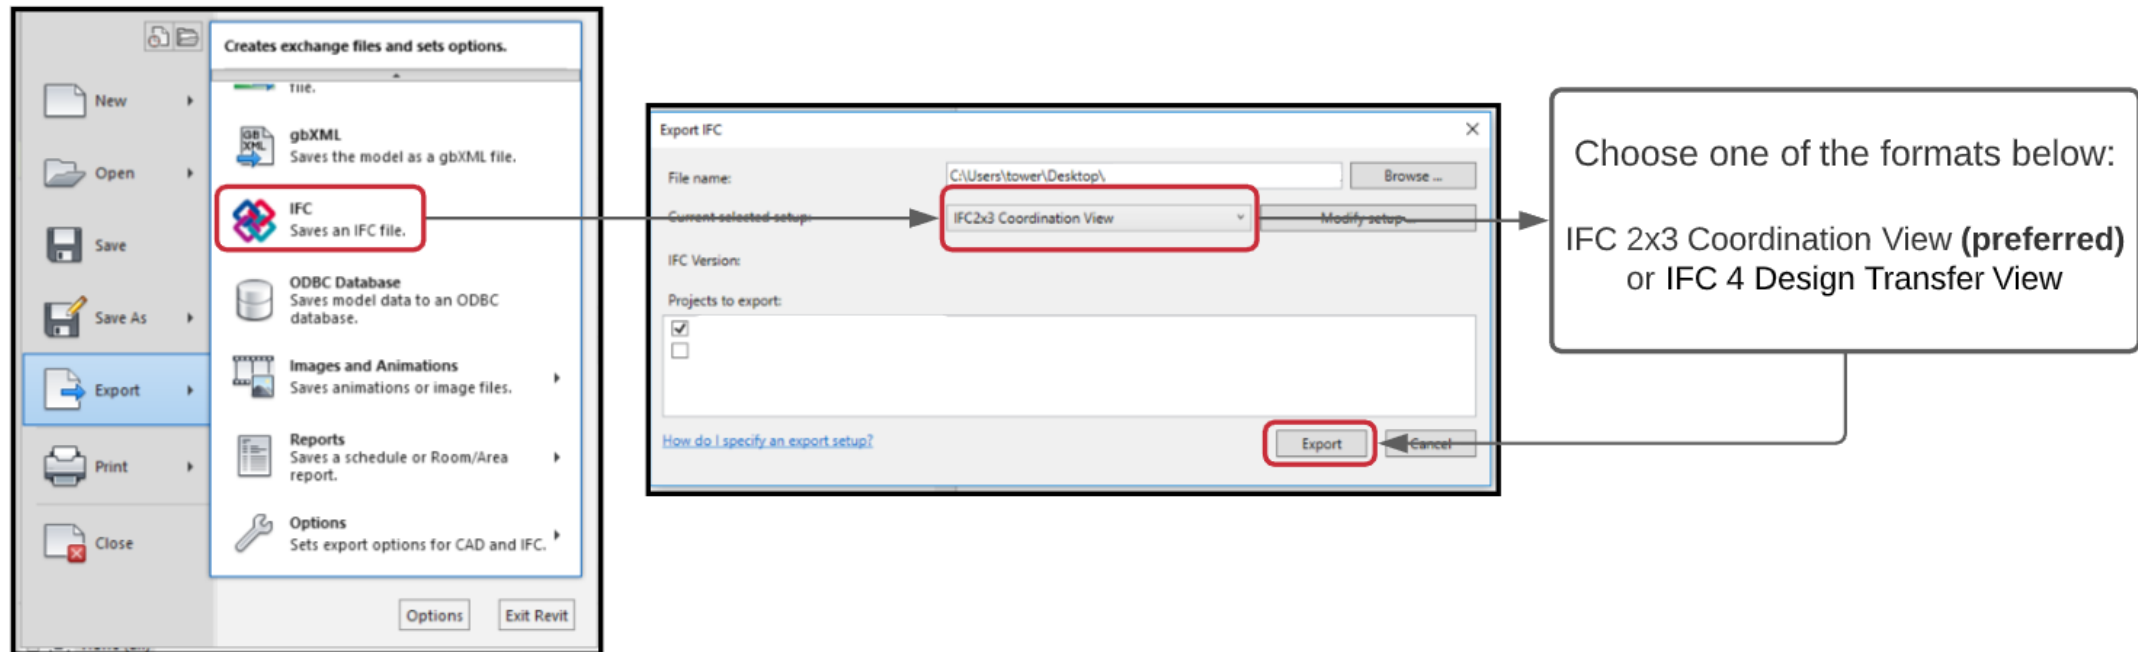 Creates exchange files and sets options.
New
file.
gbXML
Saves the model as a gbXML file.
Open
IFC
Saves an IFC file.
Save
ODBC Database
Saves model data to an ODBC
database.
Save As
Images and Animations
Saves animations or image files.
Export
Reports
Saves a schedule or Room/Area
report.
Print
Options
Sets export options for CAD and IFC.
Close
Options
Exit Revit
Export IFC
File name:
C:\Users\tower\Desktop\
Browse ...
Current selected setup:
IFC2x3 Coordination View
Modify setup ...
IFC Version:
Projects to export:
How do I specify an export setup?
Export
Cancel
Choose one of the formats below:
IFC 2x3 Coordination View (preferred)
or IFC 4 Design Transfer View